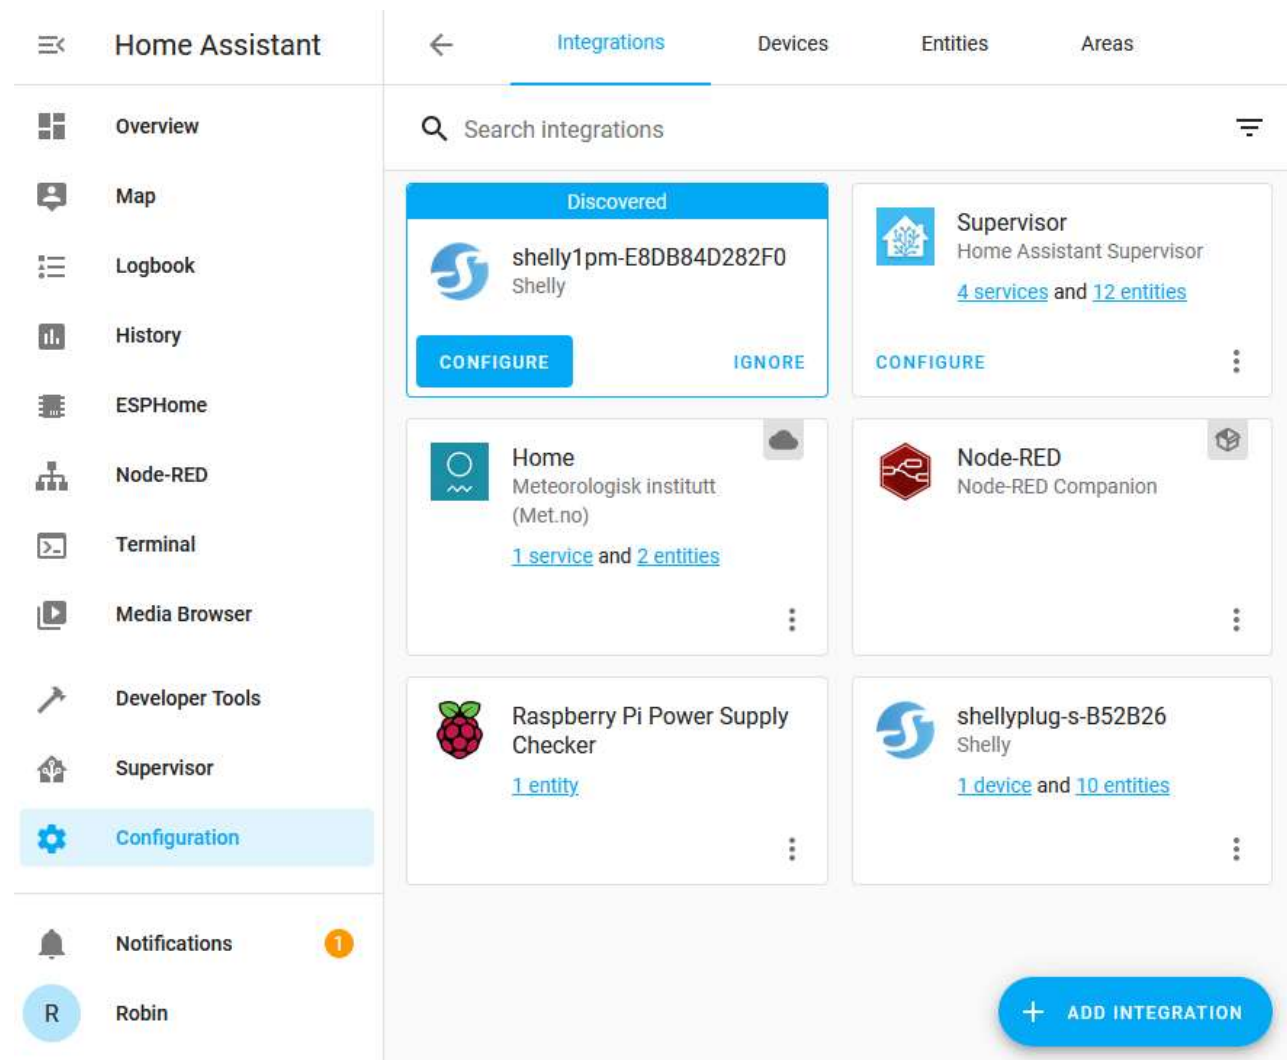 Home Assistant
Overview
Map
Logbook
History
ESPHome
Node-RED
Terminal
Media Browser
Developer Tools
Supervisor
Configuration
Notifications 1
R Robin
Integrations Devices Entities Areas
Search integrations
Discovered
shelly1pm-E8DB84D282F0
Shelly
CONFIGURE IGNORE
Supervisor
Home Assistant Supervisor
4 services and 12 entities
CONFIGURE
Home
Meteorologisk institutt
(Met.no)
1 service and 2 entities
Node-RED
Node-RED Companion
Raspberry Pi Power Supply
Checker
1 entity
shellyplug-s-B52B26
Shelly
1 device and 10 entities
ADD INTEGRATION